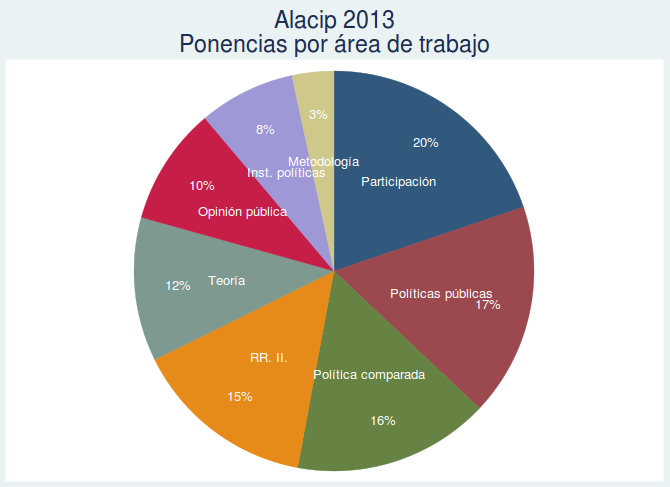 Alacip 2013
Ponencias por área de trabajo
3%
8%
20%
Metodología
Inst. políticas
Participación
10%
Opinión pública
Teoría
12%
Políticas públicas
17%
RR. II.
Política comparada
15%
16%